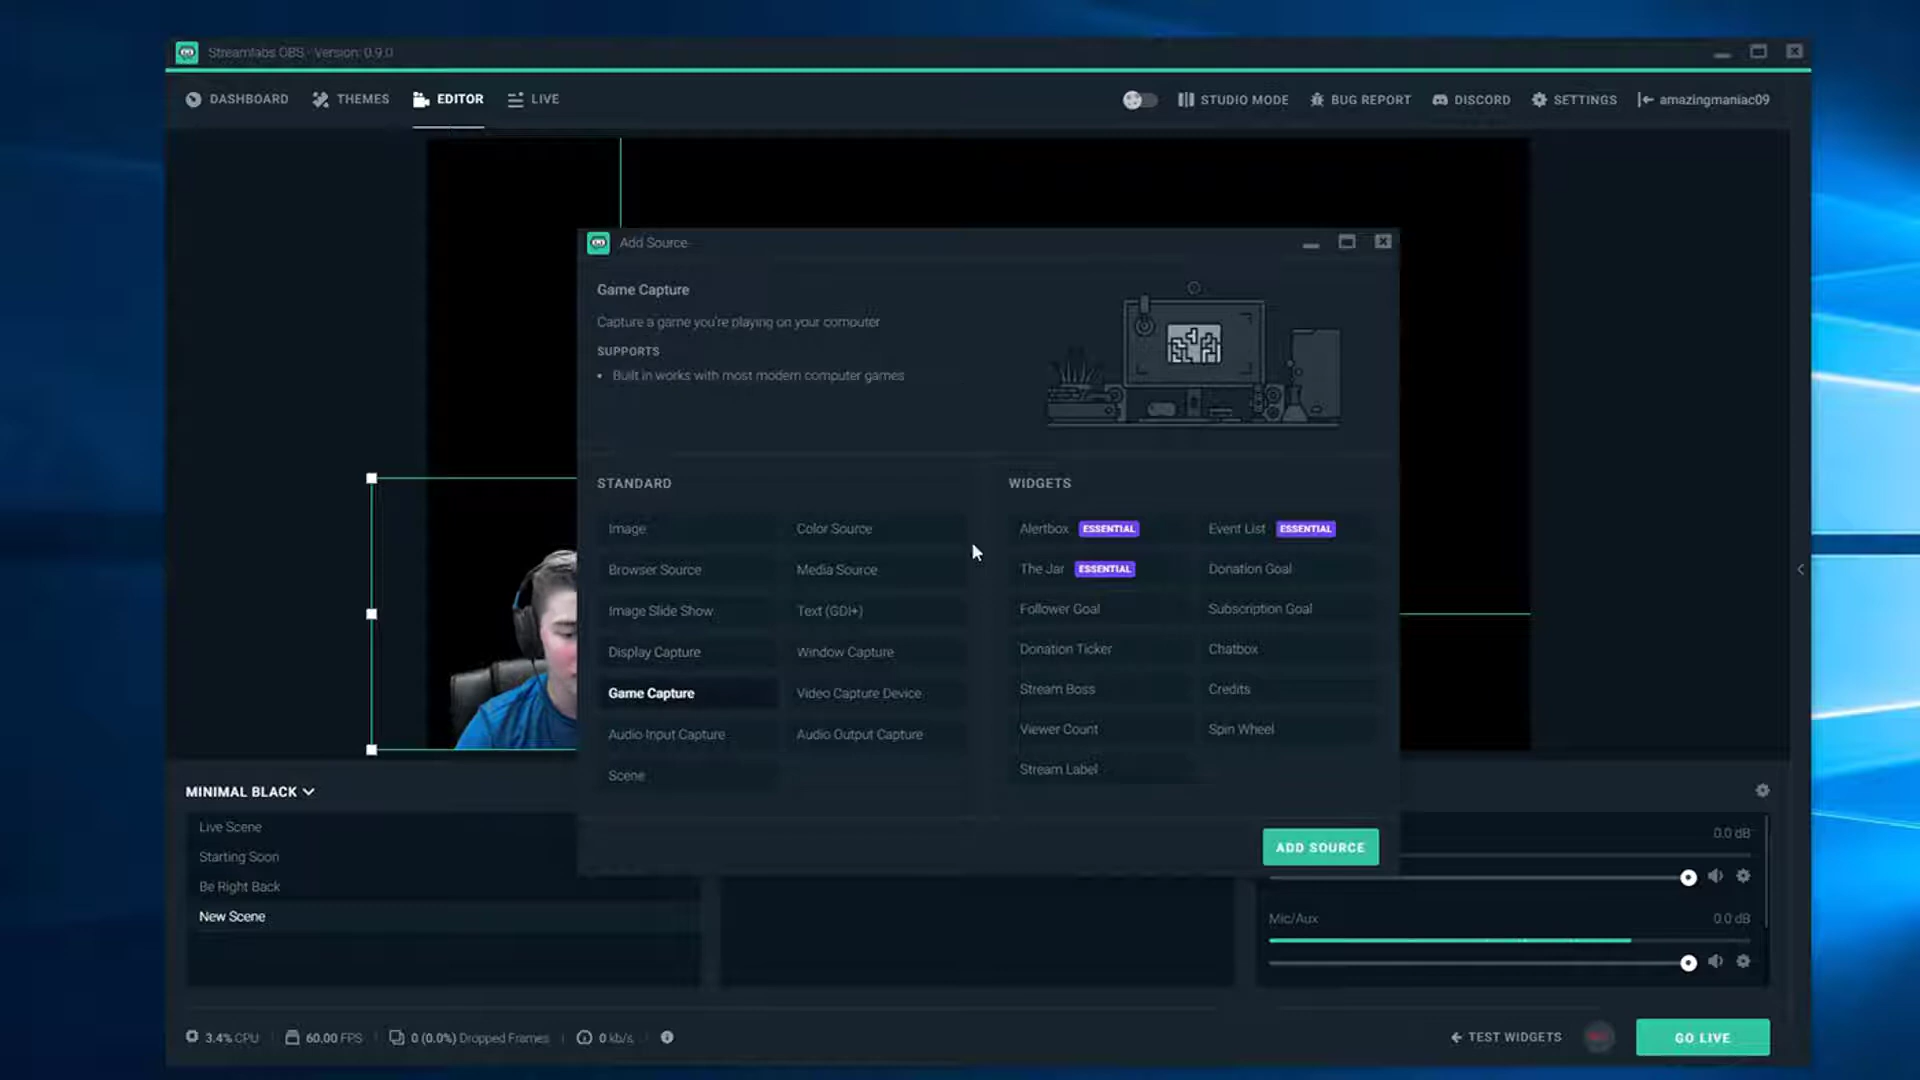 Streamlabs OBS - Version: 0.9.0
DASHBOARD THEMES EDITOR LIVE STUDIO MODE BUG REPORT DISCORD SETTINGS amazingmaniac09
Add Source
Game Capture
Capture a game you're playing on your computer
SUPPORTS
• Built in works with most modern computer games
STANDARD
Image Color Source
Browser Source Media Source
Image Slide Show Text (GDI+)
Display Capture Window Capture
Game Capture Video Capture Device
Audio Input Capture Audio Output Capture
Scene
WIDGETS
Alertbox ESSENTIAL Event List ESSENTIAL
The Jar ESSENTIAL Donation Goal
Follower Goal Subscription Goal
Donation Ticker Chatbox
Stream Boss Credits
Viewer Count Spin Wheel
Stream Label
ADD SOURCE
MINIMAL BLACK
Live Scene
Starting Soon
Be Right Back
New Scene
0.0 dB
Mic/Aux 0.0 dB
3.4% CPU 60.00 FPS 0 (0.0%) Dropped Frames 0 kb/s TEST WIDGETS GO LIVE